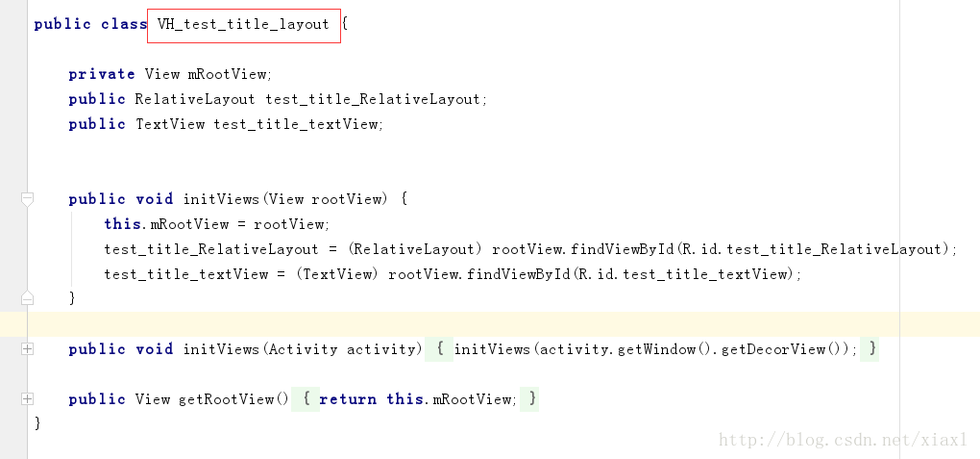 public class VH_test_title_layout {
private View mRootView;
public RelativeLayout test_title_RelativeLayout;
public TextView test_title_textView;
public void initViews(View rootView) {
this.mRootView = rootView;
test_title_RelativeLayout = (RelativeLayout) rootView.findViewById(R.id.test_title_RelativeLayout);
test_title_textView = (TextView) rootView.findViewById(R.id.test_title_textView);
}
public void initViews(Activity activity) { initViews(activity.getWindow().getDecorView()); }
public View getRootView() { return this.mRootView; }
}
http://blog.csdn.net/xiaxl